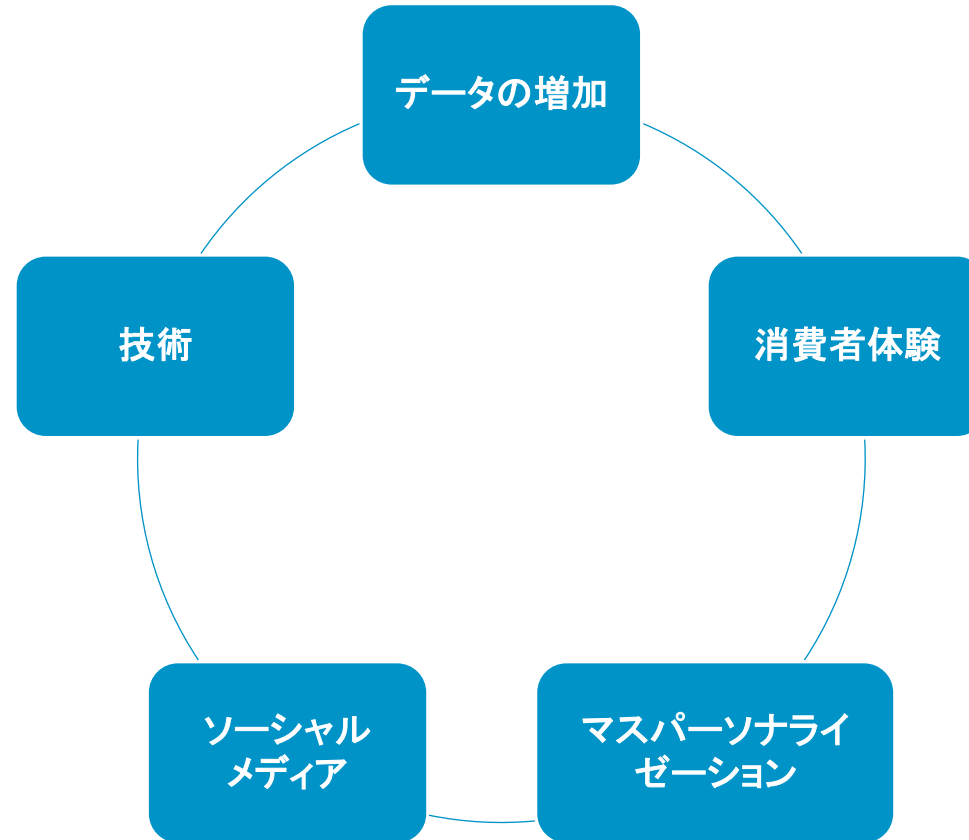 データの増加
消費者体験
マスパーソナライ
ゼーション
ソーシャル
メディア
技術